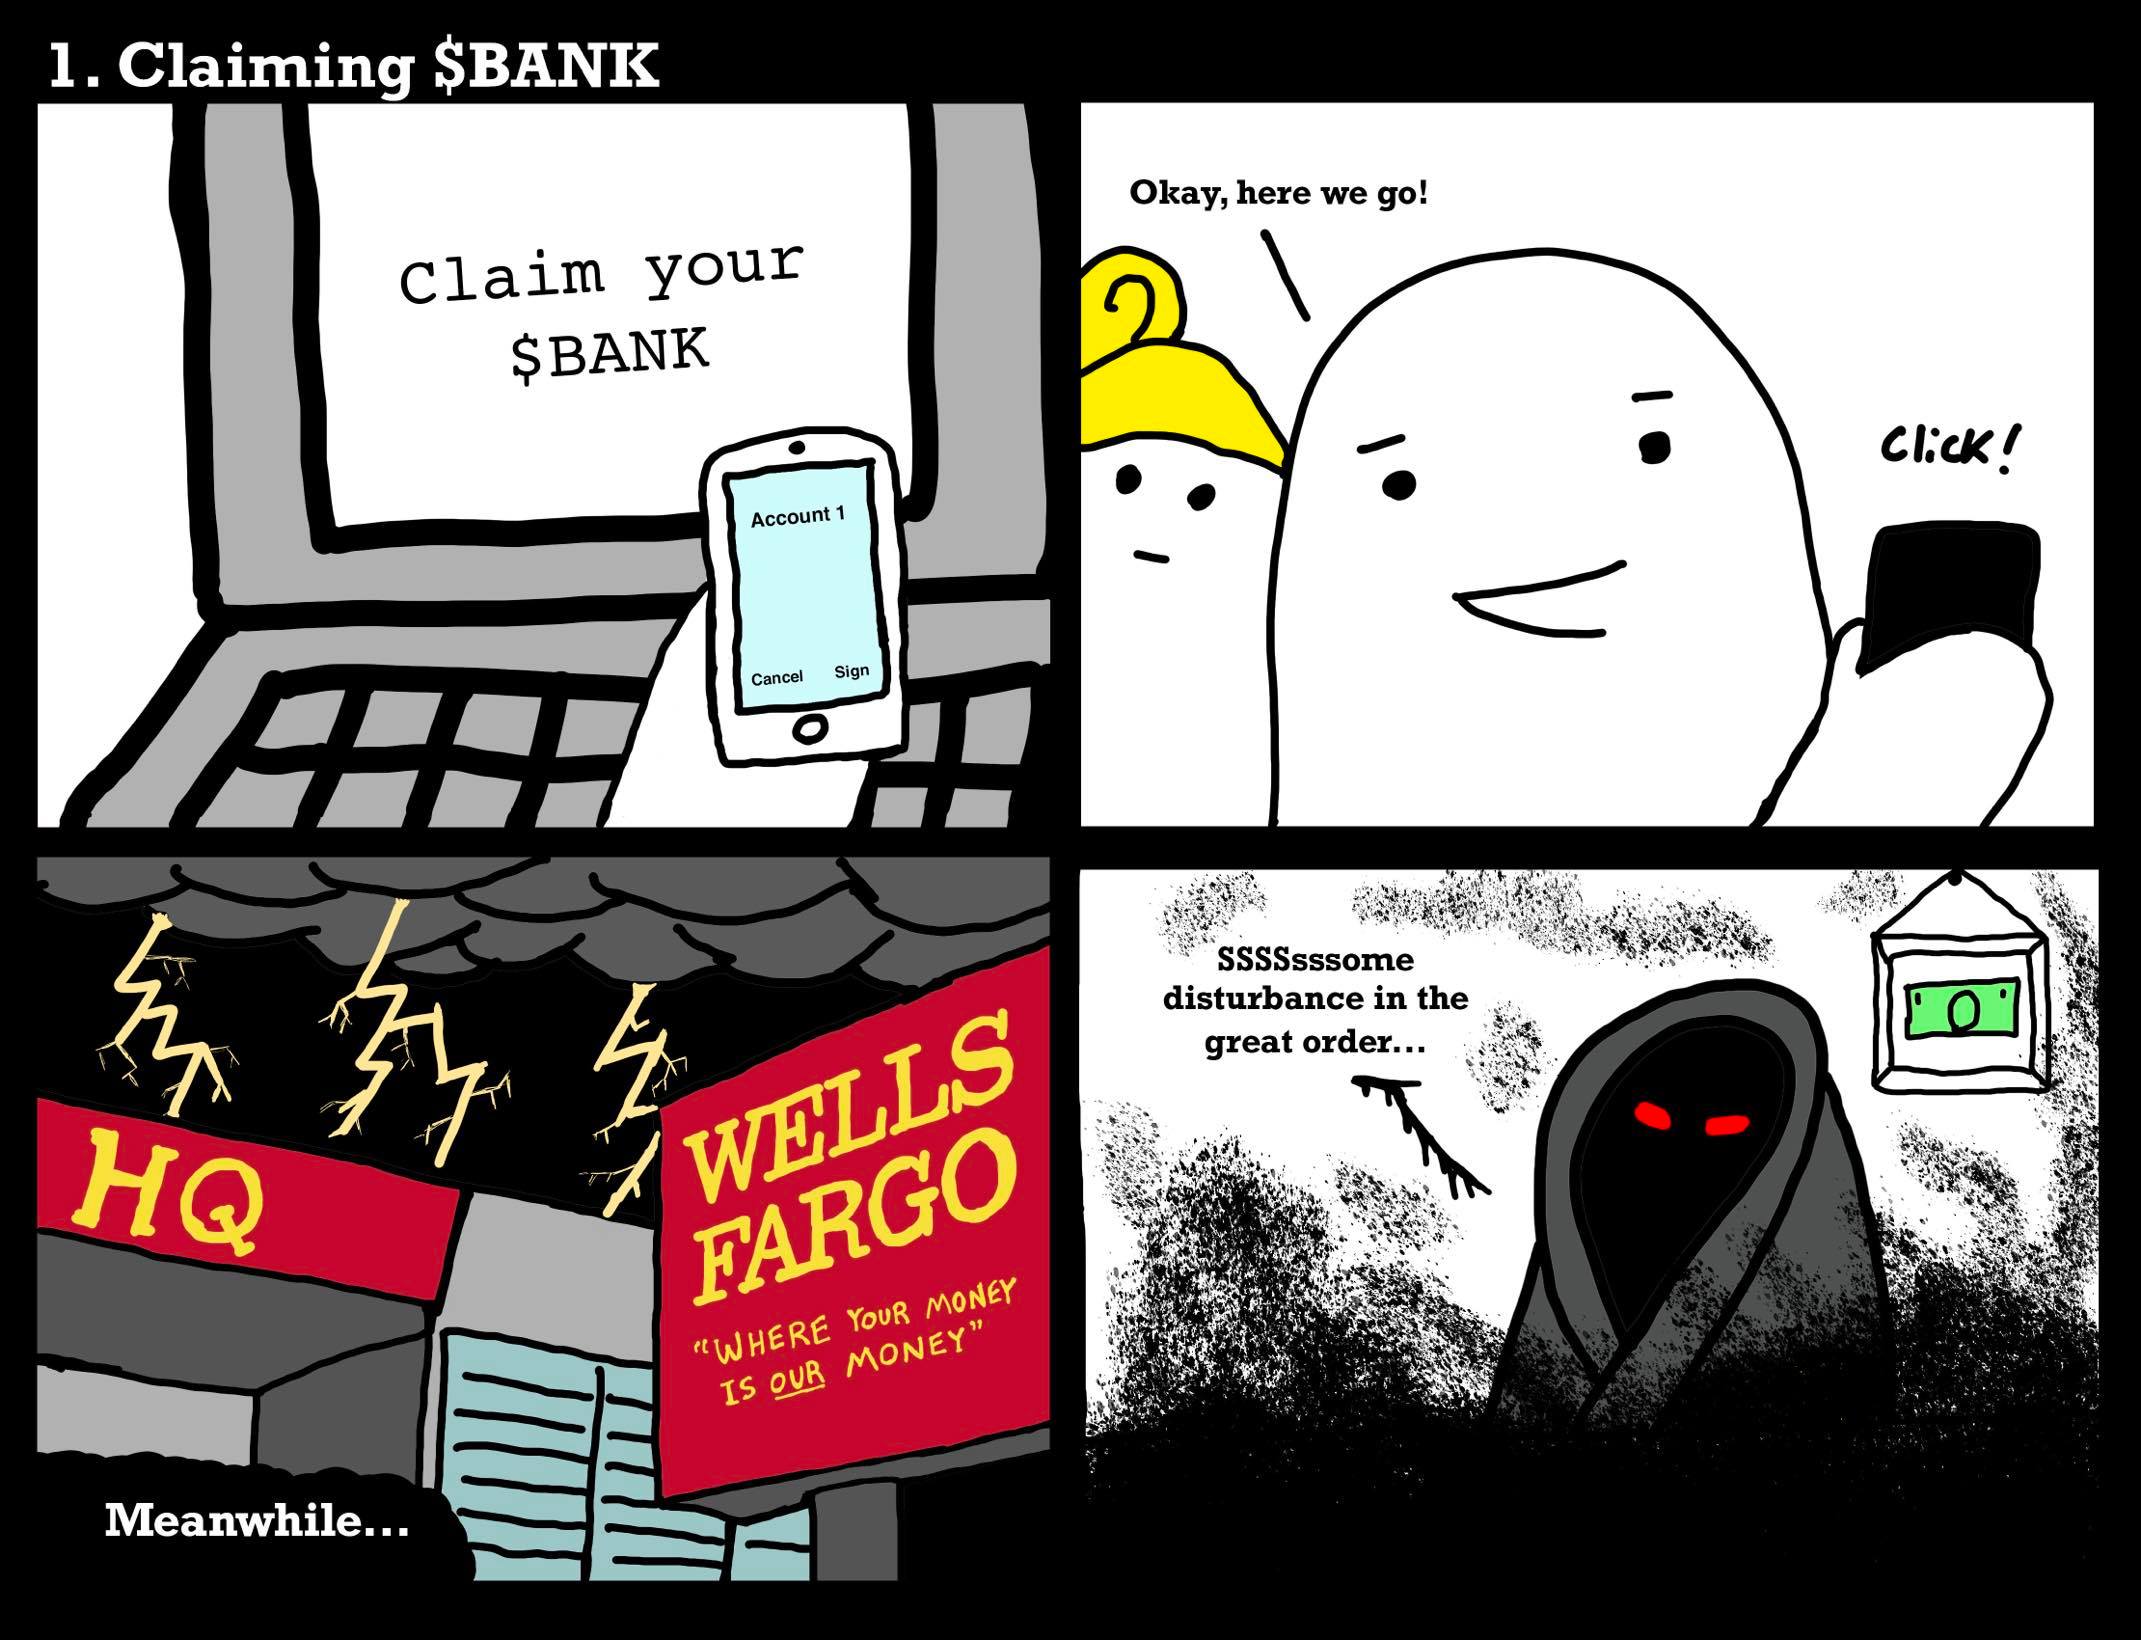 1. Claiming $BANK
Claim your
$BANK
Account 1
Cancel Sign
Okay, here we go!
Click!
HQ
WELLS
FARGO
"WHERE YOUR MONEY
IS OUR MONEY"
Meanwhile...
SSSSsssome
disturbance in the
great order...